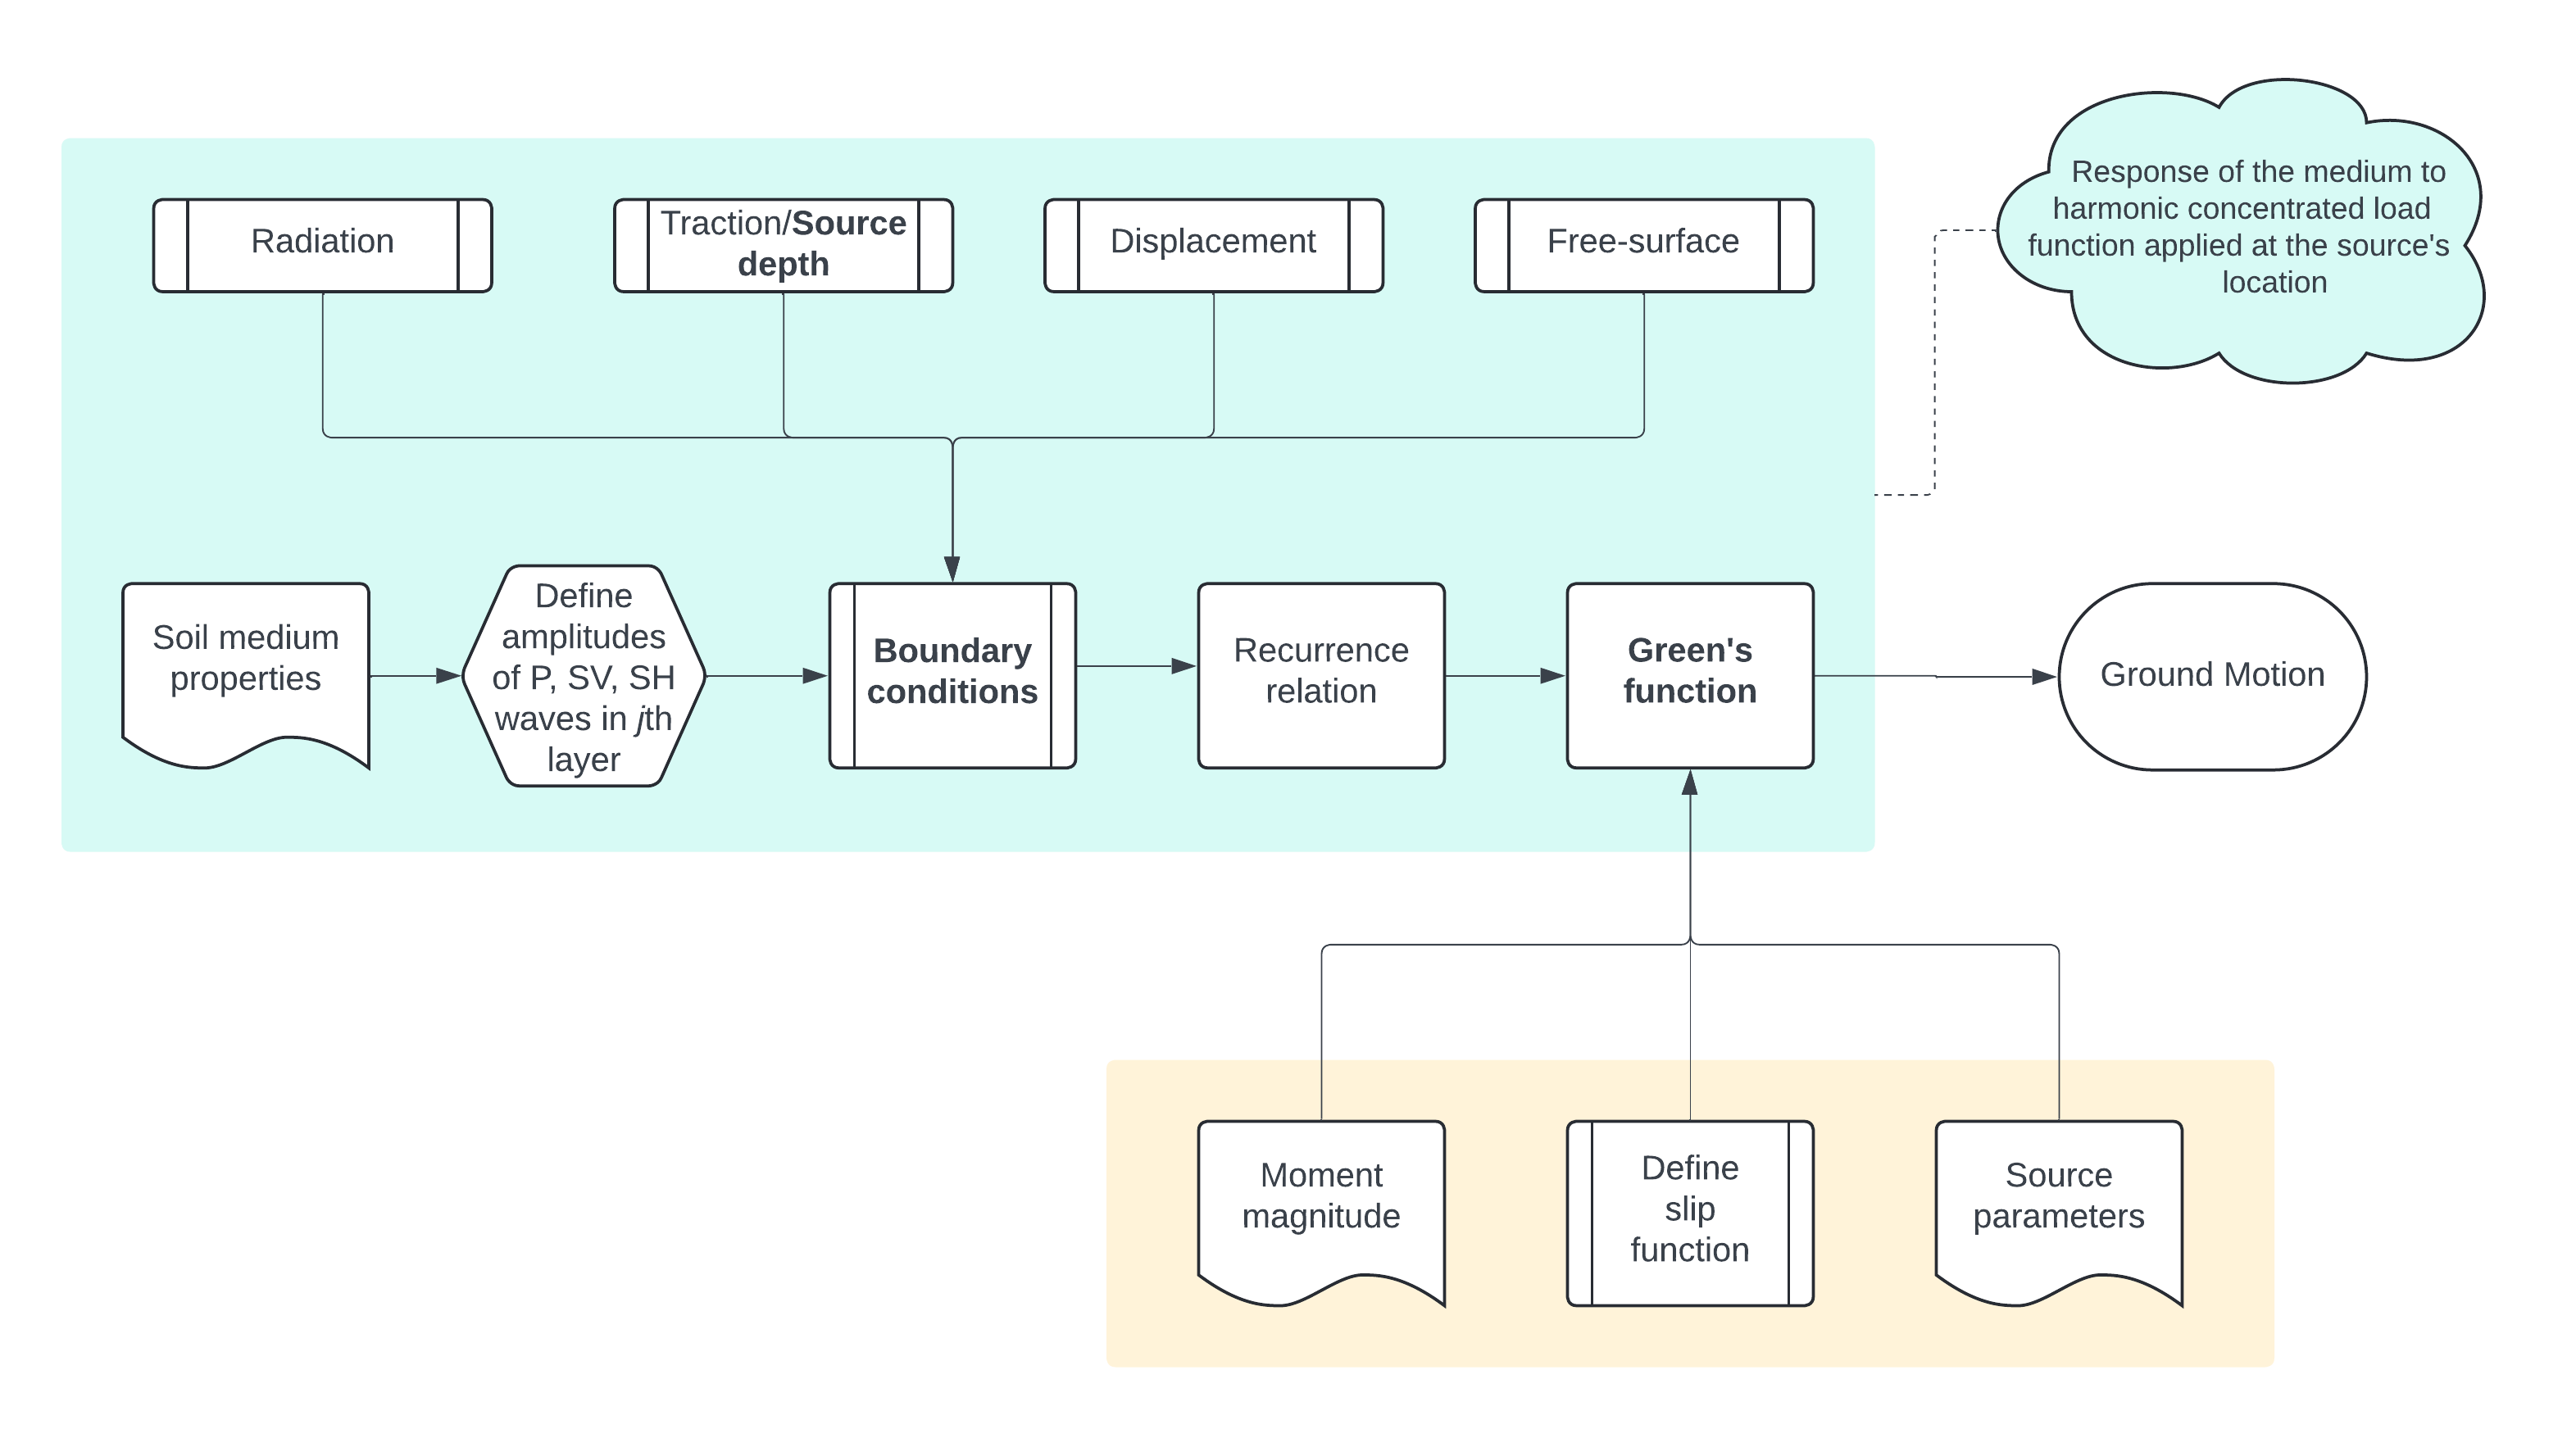 Radiation
Traction/Source
depth
Displacement
Free-surface
Response of the medium to
harmonic concentrated load
function applied at the source's
location
Soil medium
properties
Define
amplitudes
of P, SV, SH
waves in jth
layer
Boundary
conditions
Recurrence
relation
Green's
function
Ground Motion
Moment
magnitude
Define
slip
function
Source
parameters